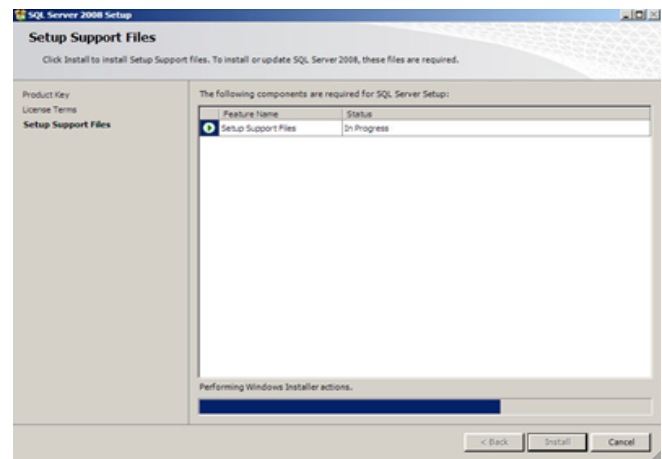 SQL Server 2008 Setup
Setup Support Files
Click Install to install Setup Support files. To install or update SQL Server 2008, these files are required.
Product Key
License Terms
Setup Support Files
The following components are required for SQL Server Setup:
Feature Name Status
Setup Support Files In Progress
Performing Windows Installer actions.
< Back Install Cancel